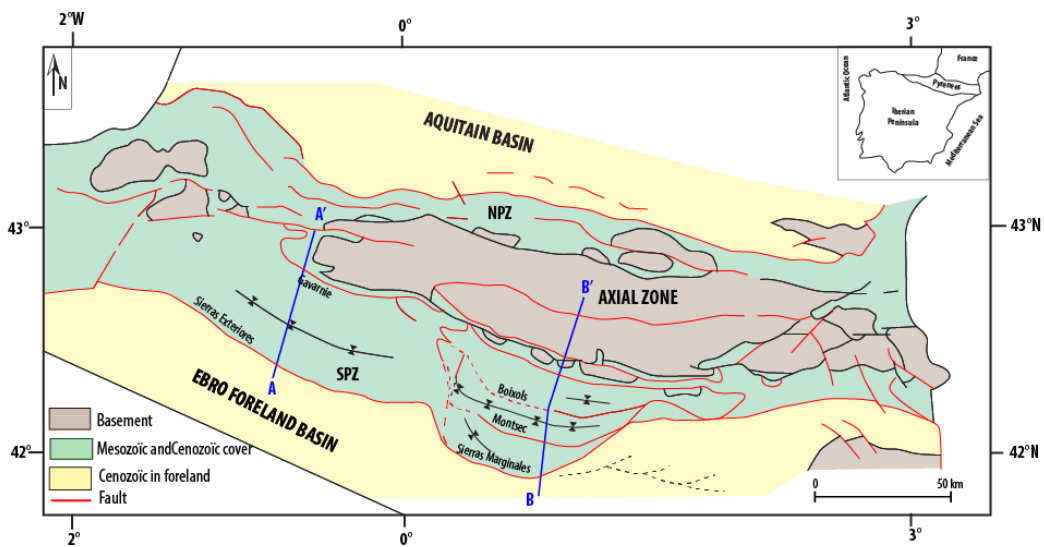 2°W
0°
3°
N
France
Pyrenees
Atlantic Ocean
Iberian
Peninsula
Mediterranean Sea
AQUITAIN BASIN
43°
43°N
A'
NPZ
B'
AXIAL ZONE
Gavarnie
Sierras Exteriores
SPZ
A
EBRO FORELAND BASIN
Boixols
Montsec
Sierras Marginales
B
42°
42°N
Basement
Mesozoïc andCenozoïc cover
Cenozoïc in foreland
Fault
0
50 km
2°
0°
3°